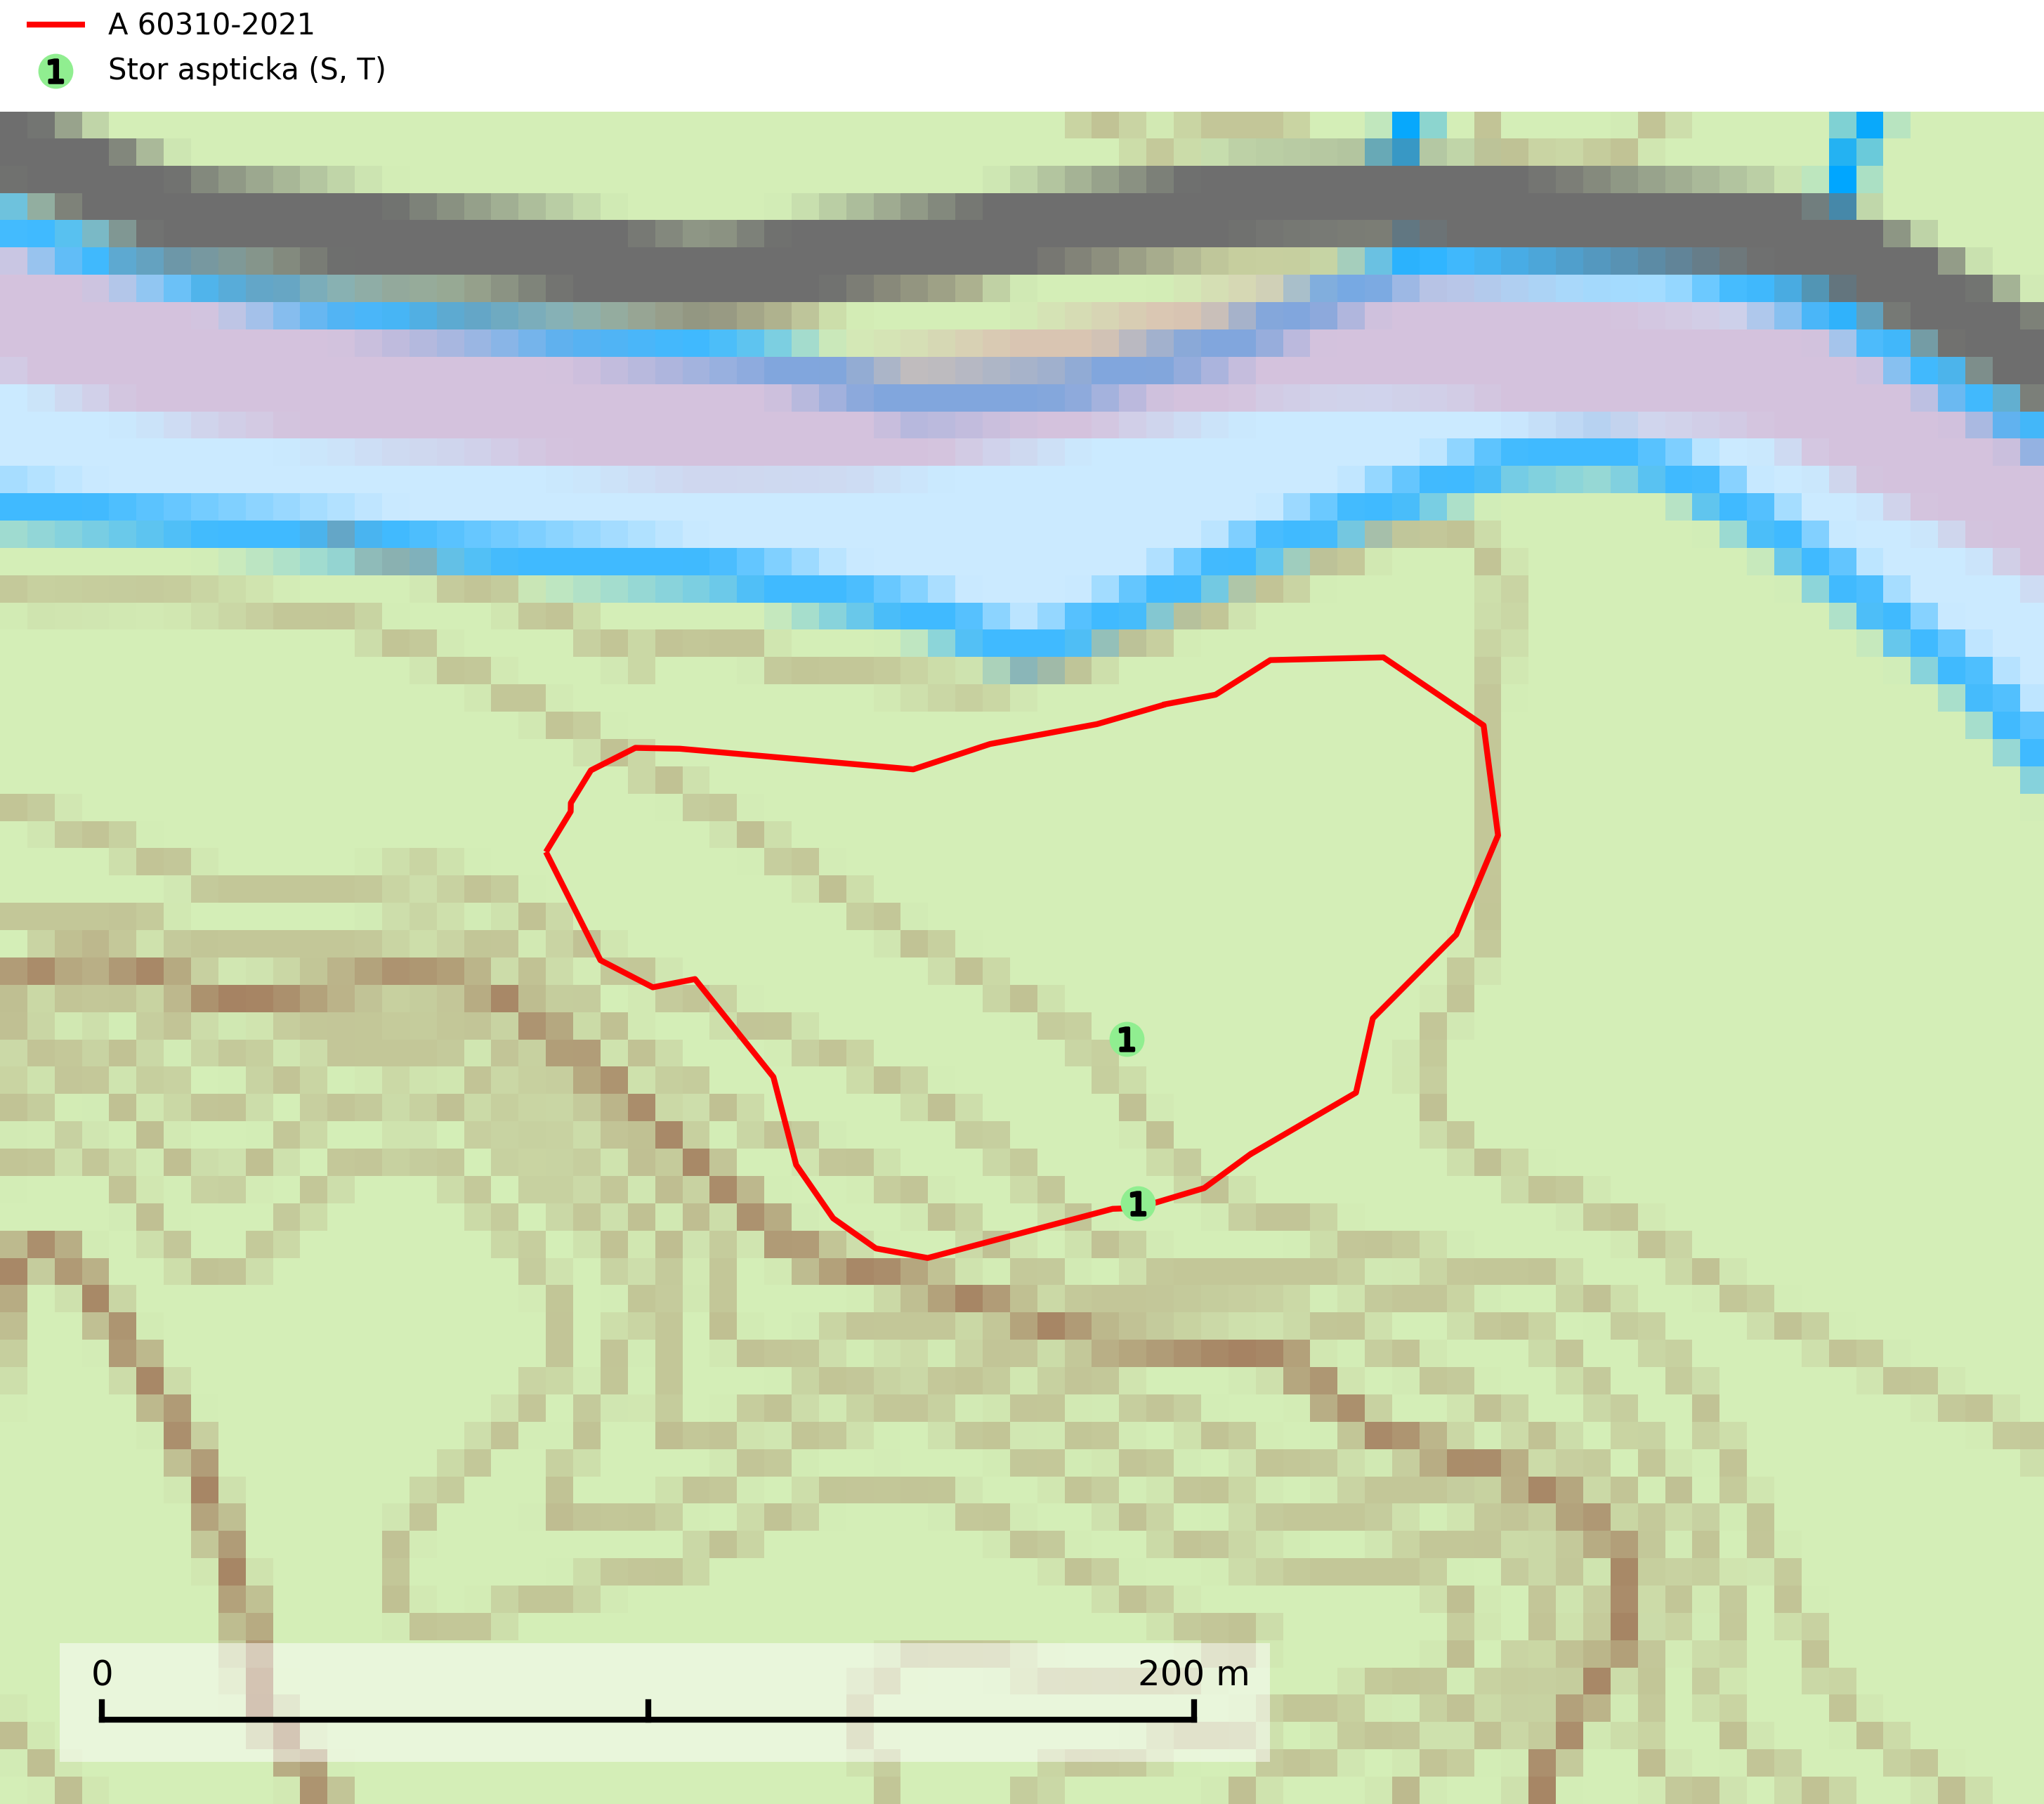 A 60310-2021
1 Stor aspticka (S, T)
1
1
0 200 m